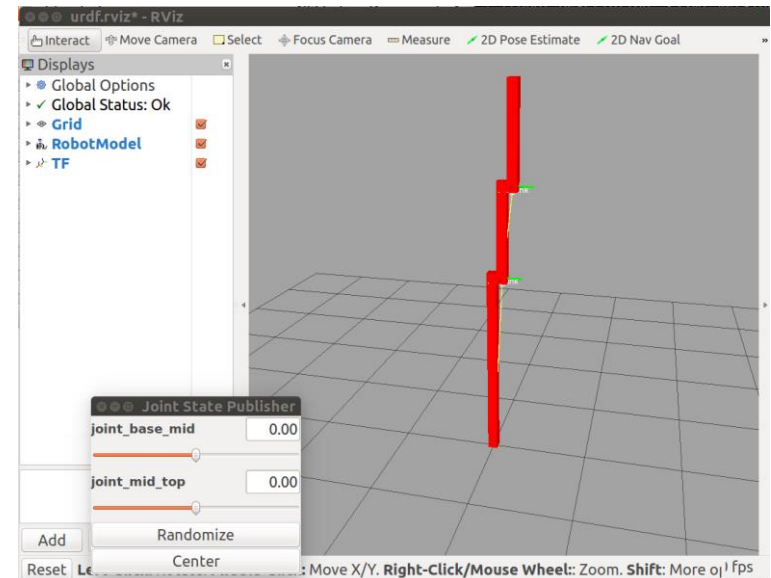 urdf.rviz* - RViz
Interact Move Camera Select Focus Camera Measure 2D Pose Estimate 2D Nav Goal »
Displays
Global Options
Global Status: Ok
Grid
RobotModel
TF
Joint State Publisher
joint_base_mid 0.00
joint_mid_top 0.00
Randomize
Center
Add
Reset Move X/Y. Right-Click/Mouse Wheel:: Zoom. Shift: More fps